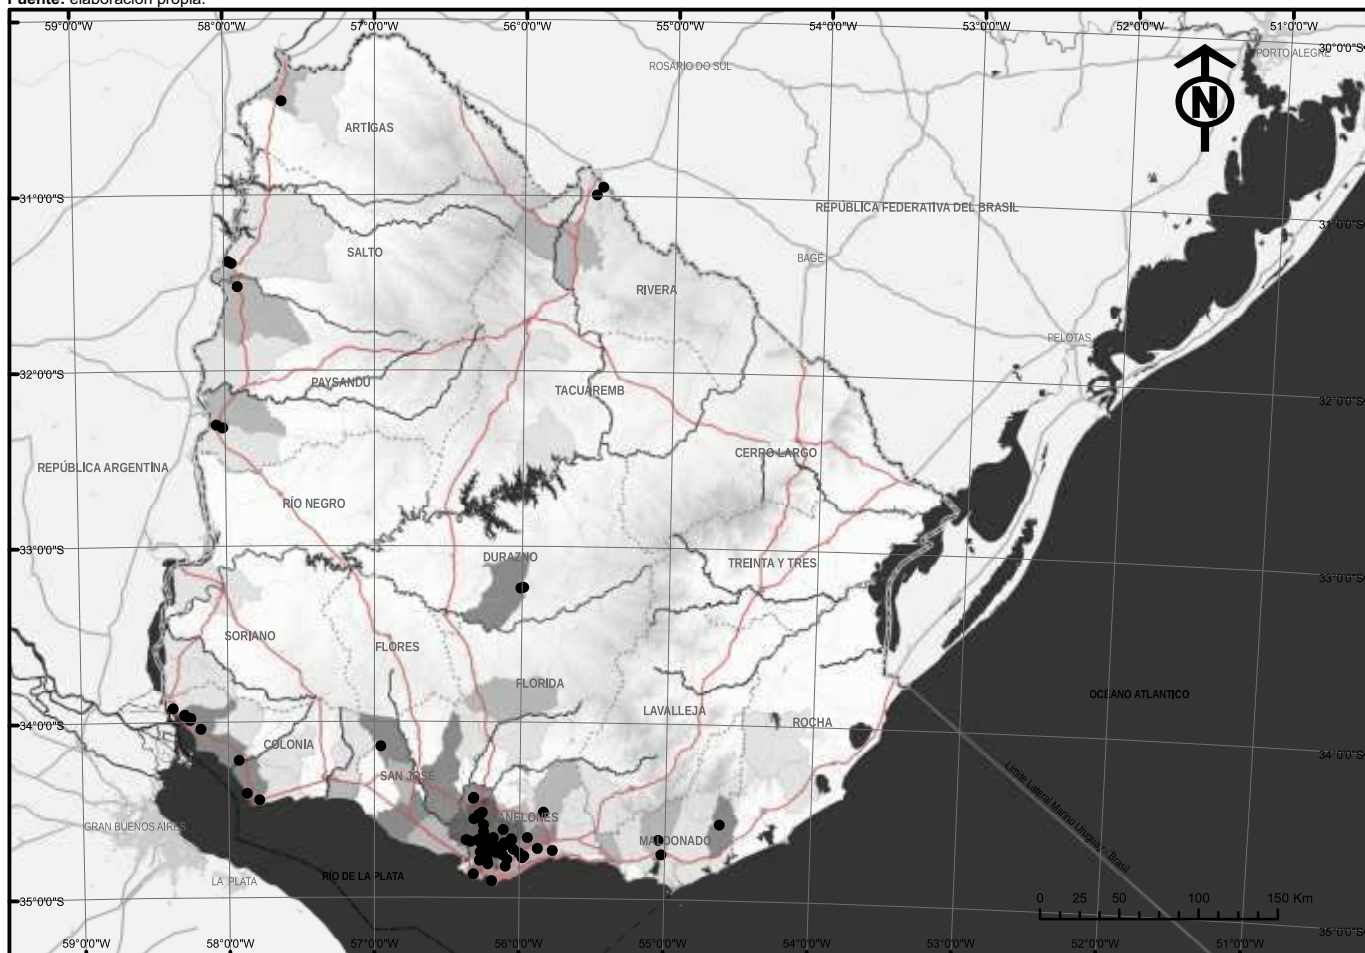 Fuente: elaboración propia.
59°0'0"W 58°0'0"W 57°0'0"W 56°0'0"W 55°0'0"W 54°0'0"W 53°0'0"W 52°0'0"W 51°0'0"W
30°0'0"S
PORTO ALEGRE
ROSÁRIO DO SUL
N
ARTIGAS
31°0'0"S
REPÚBLICA FEDERATIVA DEL BRASIL
31°0'0"S
SALTO
BAGÉ
RIVERA
PELOTAS
32°0'0"S
PAYSANDÚ
TACUAREMB
32°0'0"S
CERRO LARGO
REPÚBLICA ARGENTINA
RÍO NEGRO
33°0'0"S
DURAZNO
TREINTA Y TRES
33°0'0"S
SORIANO
FLORES
FLORIDA
OCEANO ATLANTICO
LAVALLEJA
ROCHA
34°0'0"S
COLONIA
34°0'0"S
SAN JOSÉ
Límite Lateral Marino Uruguay - Brasil
ANELONES
GRAN BUENOS AIRES
MALDONADO
RÍO DE LA PLATA
LA PLATA
35°0'0"S
0 25 50 100 150 Km
35°0'0"S
59°0'0"W 58°0'0"W 57°0'0"W 56°0'0"W 55°0'0"W 54°0'0"W 53°0'0"W 52°0'0"W 51°0'0"W